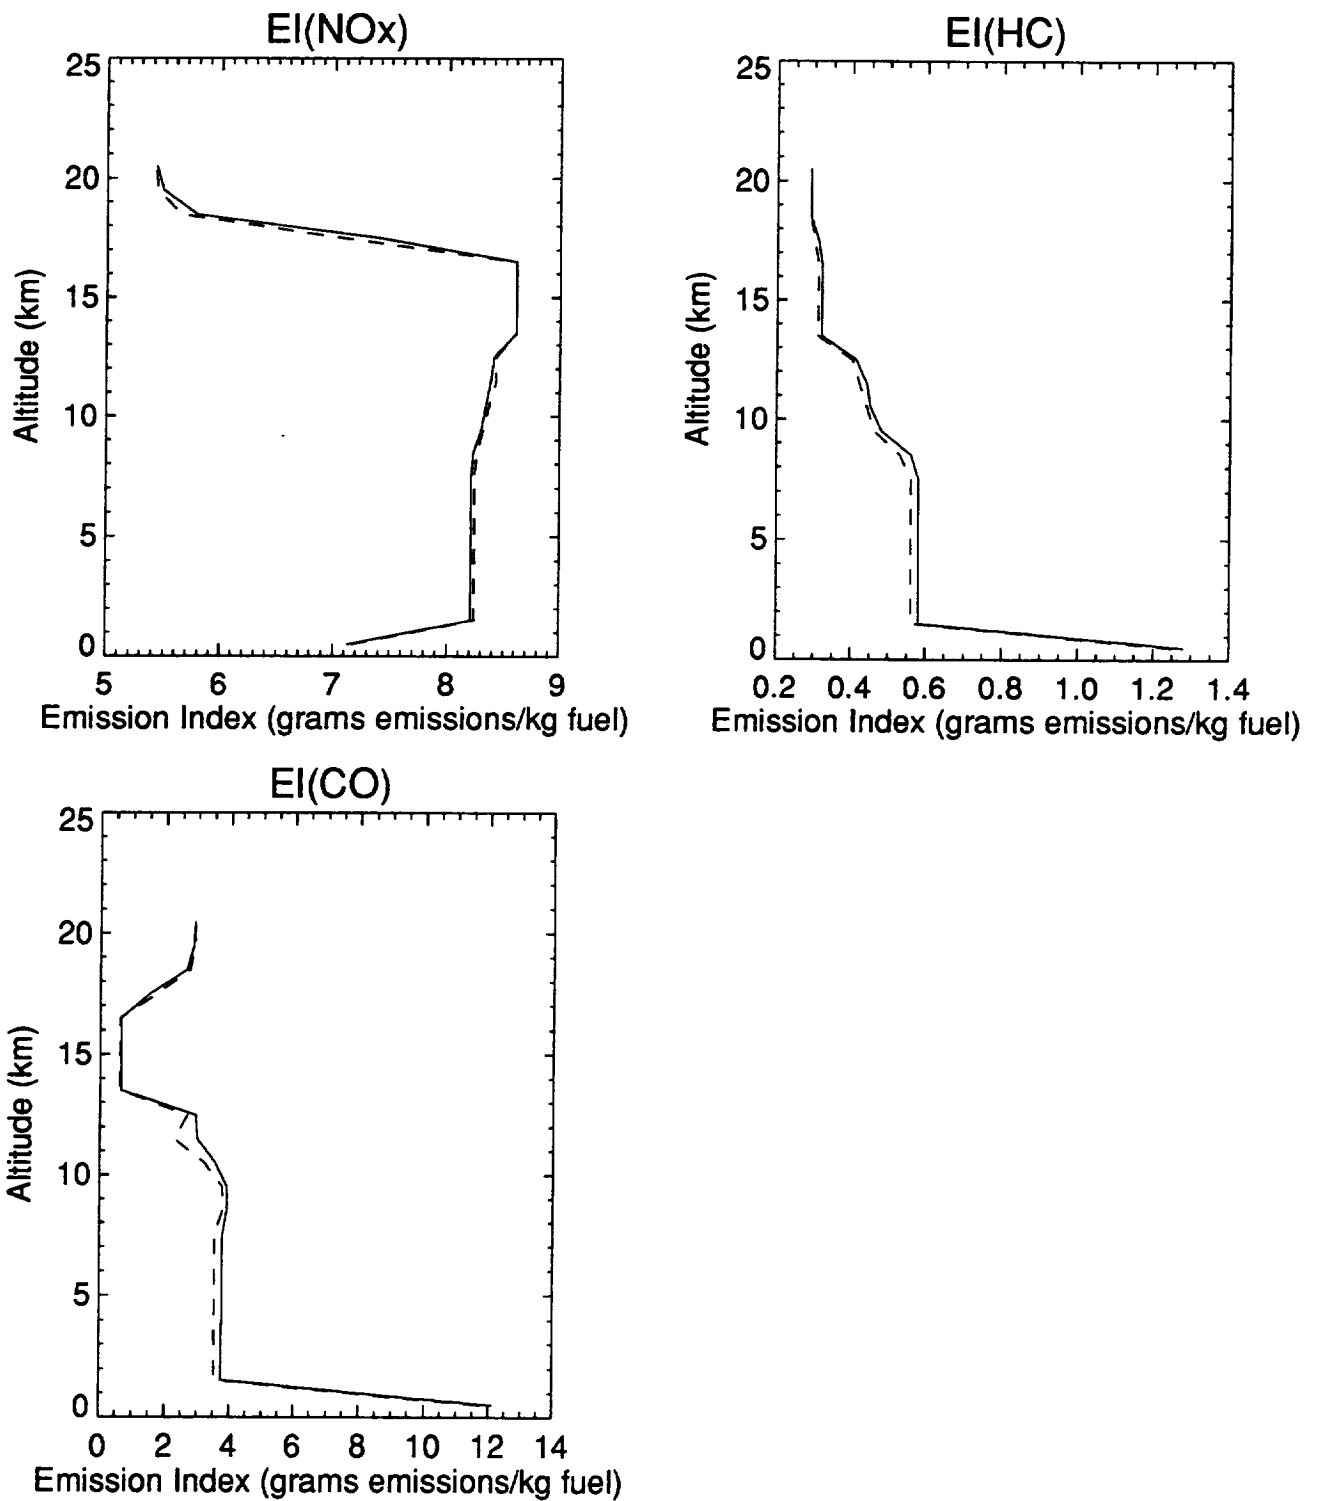 EI(NOx)
25
20
15
10
5
0
Altitude (km)
5 6 7 8 9
Emission Index (grams emissions/kg fuel)
EI(HC)
25
20
15
10
5
0
Altitude (km)
0.2 0.4 0.6 0.8 1.0 1.2 1.4
Emission Index (grams emissions/kg fuel)
EI(CO)
25
20
15
10
5
0
Altitude (km)
0 2 4 6 8 10 12 14
Emission Index (grams emissions/kg fuel)